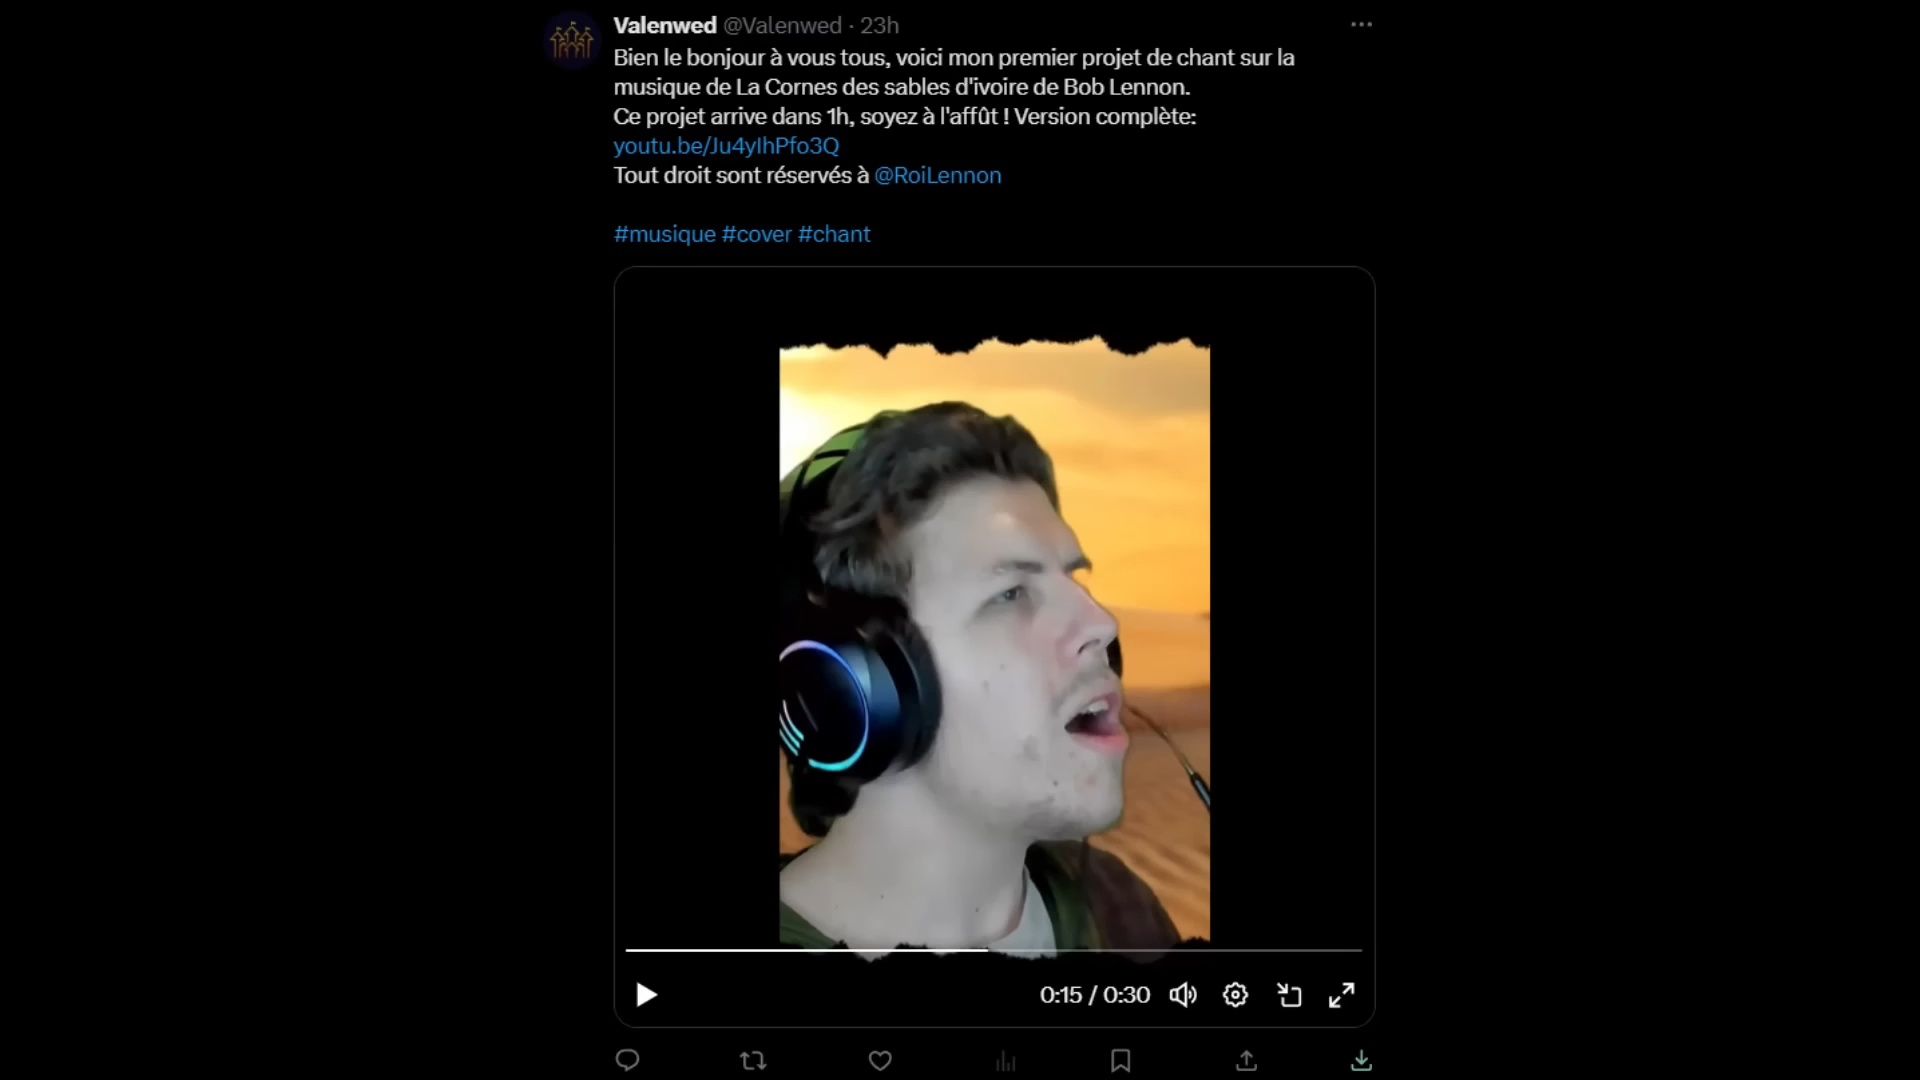 Valenwed @Valenwed · 23h
Bien le bonjour à vous tous, voici mon premier projet de chant sur la
musique de La Cornes des sables d'ivoire de Bob Lennon.
Ce projet arrive dans 1h, soyez à l'affût ! Version complète:
youtu.be/Ju4yIhPfo3Q
Tout droit sont réservés à @RoiLennon
#musique #cover #chant
0:15 / 0:30